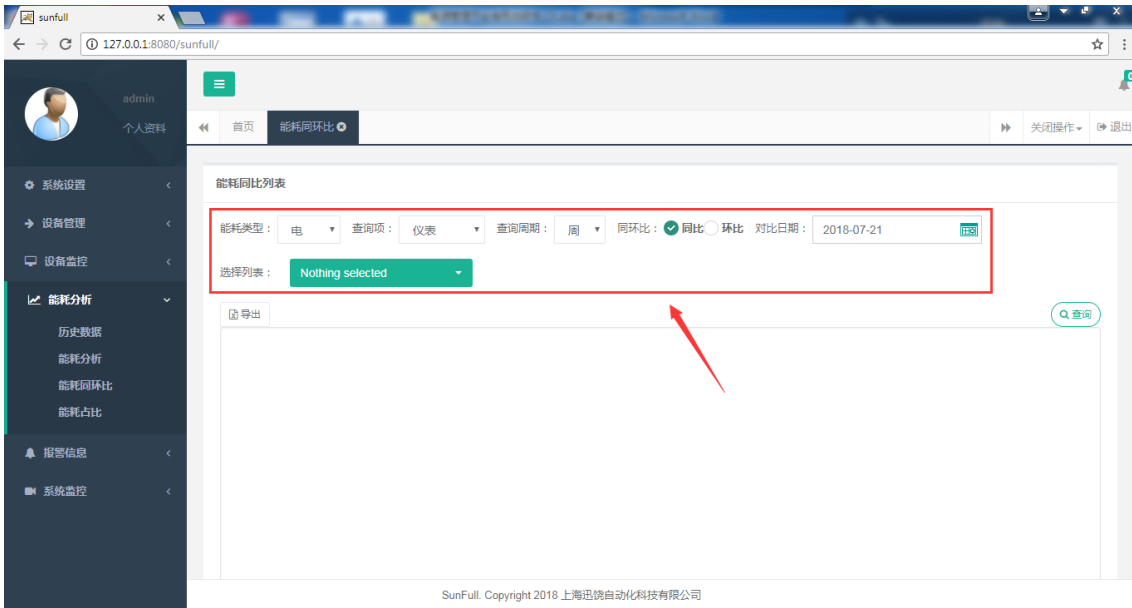 sunfull
127.0.0.1:8080/sunfull/
admin
个人资料
首页
能耗同环比
关闭操作
退出
系统设置
设备管理
设备监控
能耗分析
历史数据
能耗分析
能耗同环比
能耗占比
报警信息
系统监控
能耗同比列表
能耗类型： 电 查询项： 仪表 查询周期： 周 同环比： 同比 环比 对比日期： 2018-07-21
选择列表： Nothing selected
导出
查询
SunFull. Copyright 2018 上海迅饶自动化科技有限公司